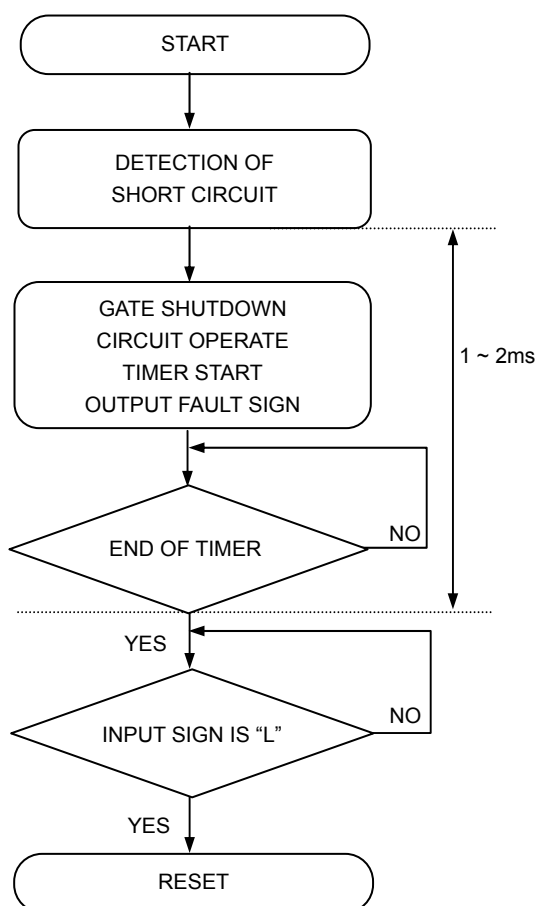 START
DETECTION OF
SHORT CIRCUIT
GATE SHUTDOWN
CIRCUIT OPERATE
TIMER START
OUTPUT FAULT SIGN
1 ~ 2ms
END OF TIMER
NO
YES
INPUT SIGN IS “L”
NO
YES
RESET